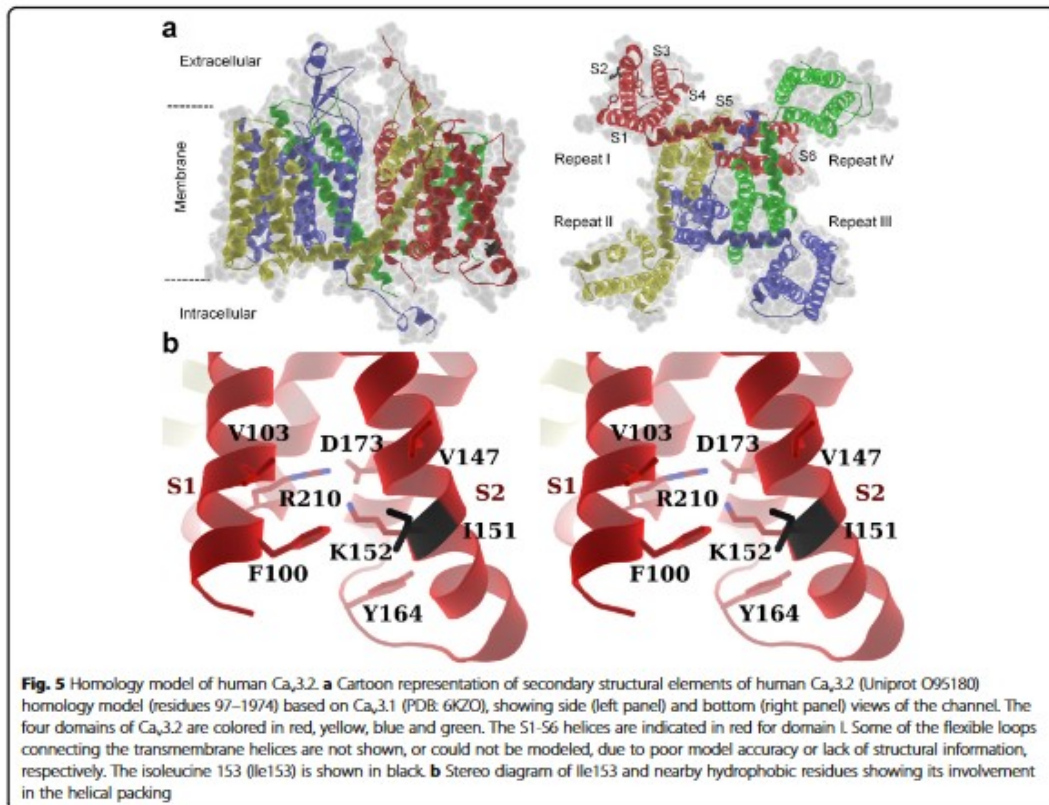 a
Extracellular
Membrane
Intracellular
S3
S2
S4
S5
S1
S6
Repeat I
Repeat IV
Repeat II
Repeat III
b
V103
D173
V147
S1
R210
S2
I151
K152
F100
Y164
V103
D173
V147
S1
R210
S2
I151
K152
F100
Y164
Fig. 5 Homology model of human Cav3.2. a Cartoon representation of secondary structural elements of human Cav3.2 (Uniprot O95180)
homology model (residues 97–1974) based on Cav3.1 (PDB: 6KZO), showing side (left panel) and bottom (right panel) views of the channel. The
four domains of Cav3.2 are colored in red, yellow, blue and green. The S1-S6 helices are indicated in red for domain I. Some of the flexible loops
connecting the transmembrane helices are not shown, or could not be modeled, due to poor model accuracy or lack of structural information,
respectively. The isoleucine 153 (Ile153) is shown in black. b Stereo diagram of Ile153 and nearby hydrophobic residues showing its involvement
in the helical packing